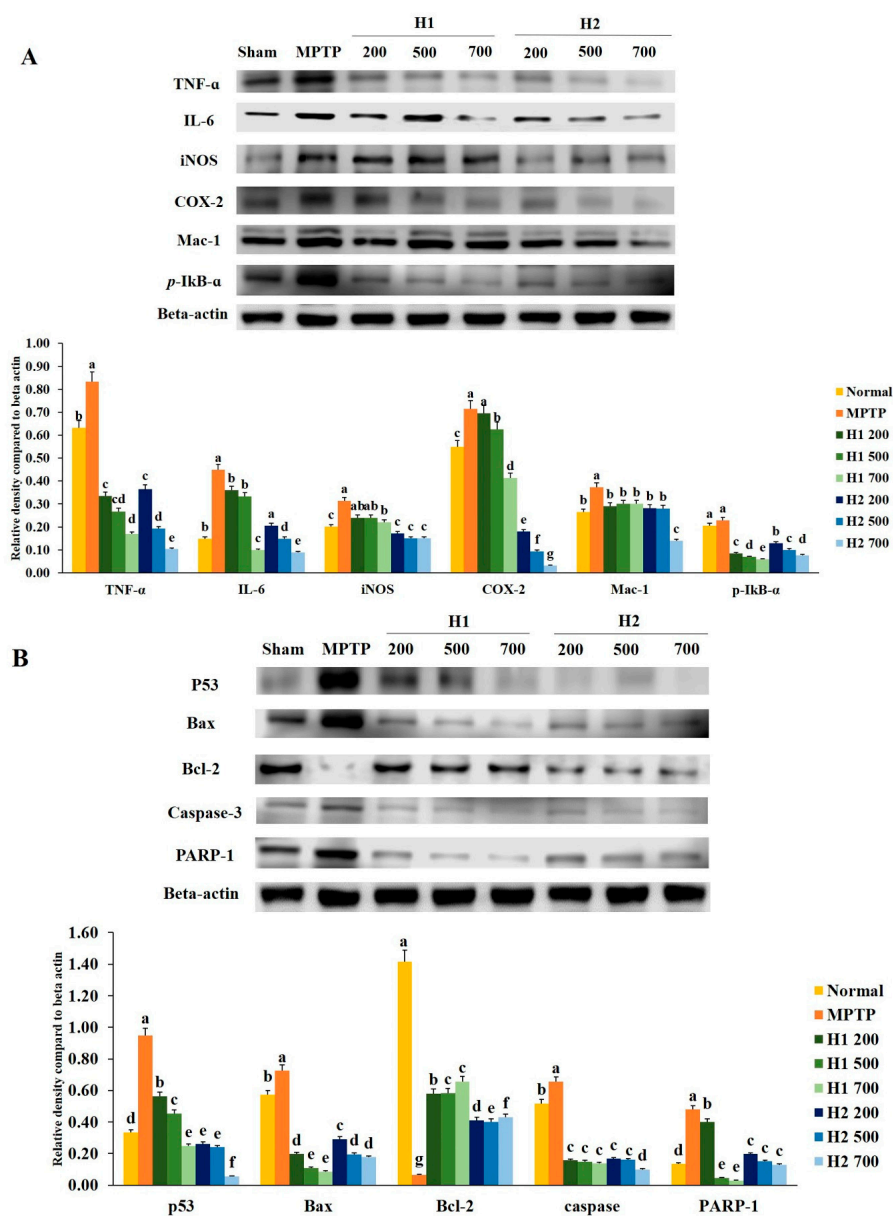 A
H1 H2
Sham MPTP 200 500 700 200 500 700
TNF-α
IL-6
iNOS
COX-2
Mac-1
p-IkB-α
Beta-actin
Relative density compared to beta actin
1.00
0.90
0.80
0.70
0.60
0.50
0.40
0.30
0.20
0.10
0.00
b a c cd d c d e
b a b b c d b e
c a ab ab b c c c
c a a b d e f g
b a b b b b b c
a a c d e b c d
TNF-α IL-6 iNOS COX-2 Mac-1 p-IkB-α
Normal
MPTP
H1 200
H1 500
H1 700
H2 200
H2 500
H2 700
B
H1 H2
Sham MPTP 200 500 700 200 500 700
P53
Bax
Bcl-2
Caspase-3
PARP-1
Beta-actin
Relative density compard to beta actin
1.60
1.40
1.20
1.00
0.80
0.60
0.40
0.20
0.00
d a b c e e e f
b a d e e c d d
a g b c c d e f
b a c c c c c d
d a b e e c c c
p53 Bax Bcl-2 caspase PARP-1
Normal
MPTP
H1 200
H1 500
H1 700
H2 200
H2 500
H2 700